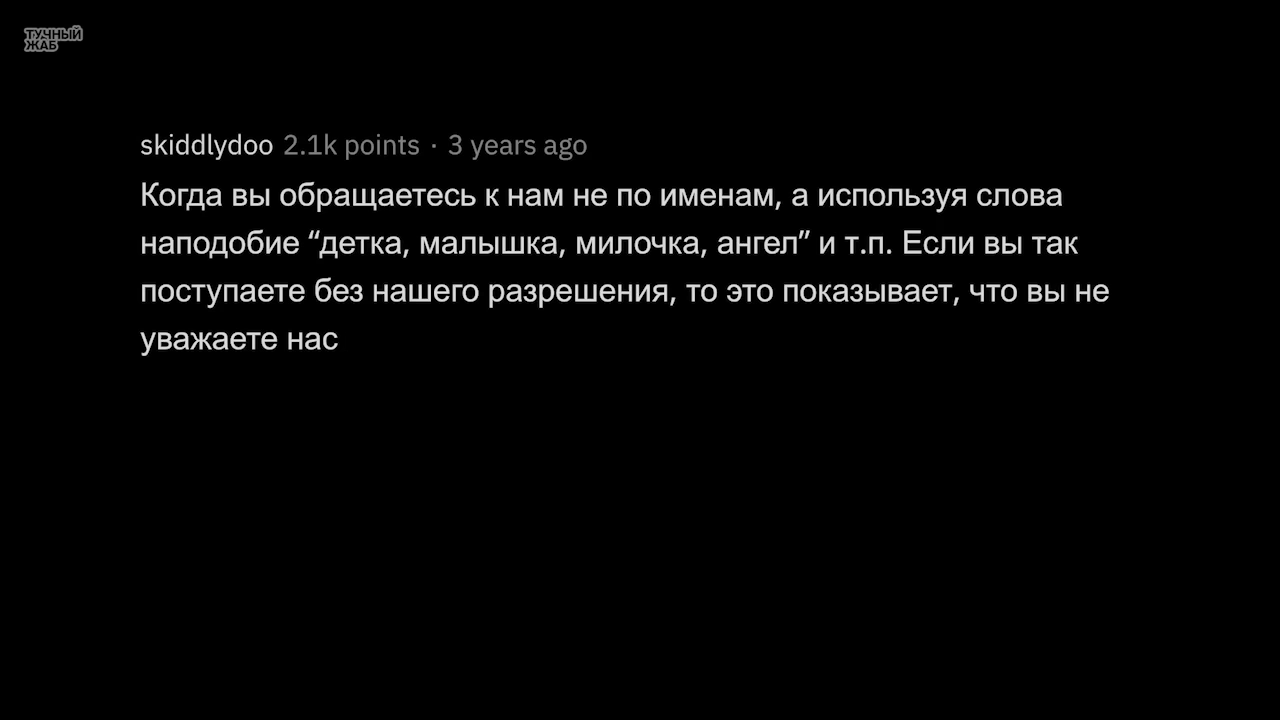 ТУЧНЫЙ
ЖАБ
skiddlydoo 2.1k points · 3 years ago
Когда вы обращаетесь к нам не по именам, а используя слова
наподобие “детка, малышка, милочка, ангел” и т.п. Если вы так
поступаете без нашего разрешения, то это показывает, что вы не
уважаете нас